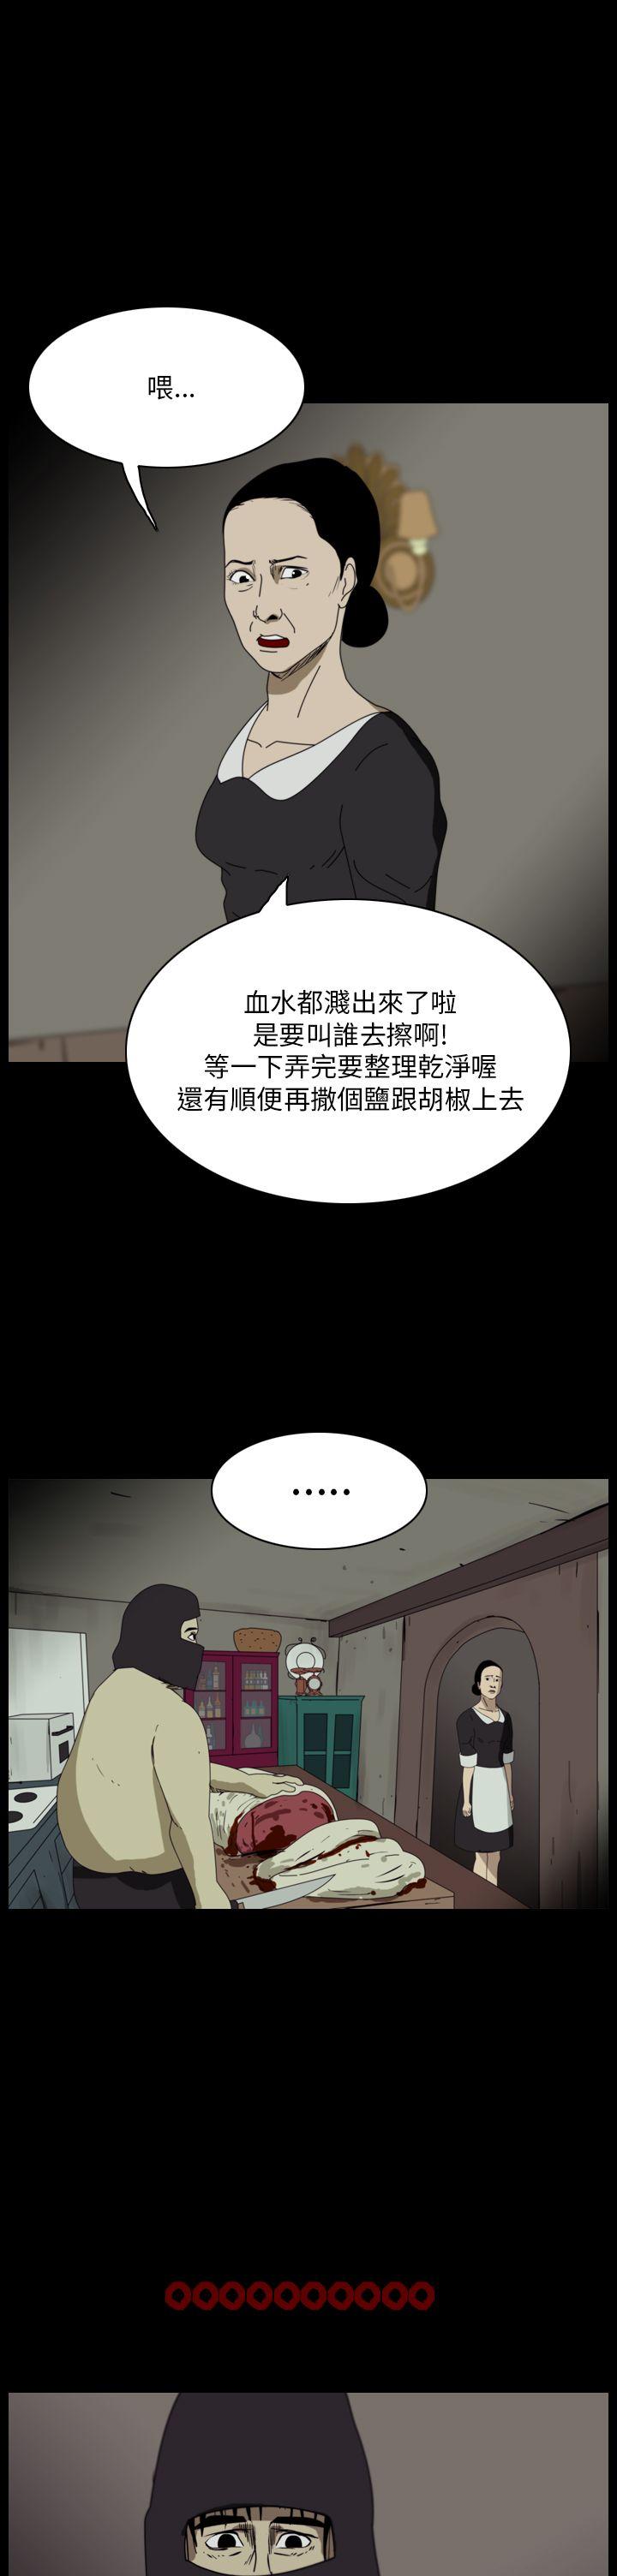 喂...
血水都濺出來了啦
是要叫誰去擦啊!
等一下弄完要整理乾淨喔
還有順便再撒個鹽跟胡椒上去
.....